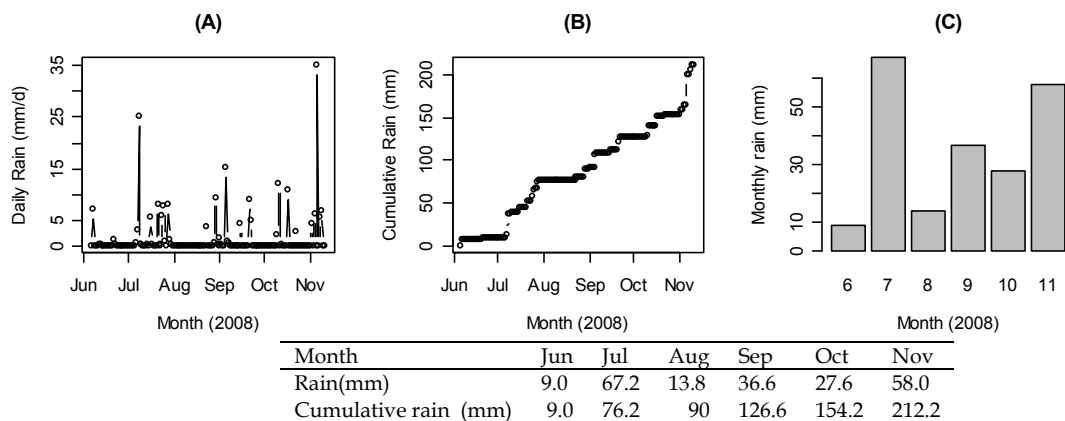 (A)
Daily Rain (mm/d)
35
25
15
5
0
Jun Jul Aug Sep Oct Nov
Month (2008)
(B)
Cumulative Rain (mm)
200
150
100
50
0
Jun Jul Aug Sep Oct Nov
Month (2008)
(C)
Monthly rain (mm)
50
30
10
0
6 7 8 9 10 11
Month (2008)
Month Jun Jul Aug Sep Oct Nov
Rain(mm) 9.0 67.2 13.8 36.6 27.6 58.0
Cumulative rain (mm) 9.0 76.2 90 126.6 154.2 212.2